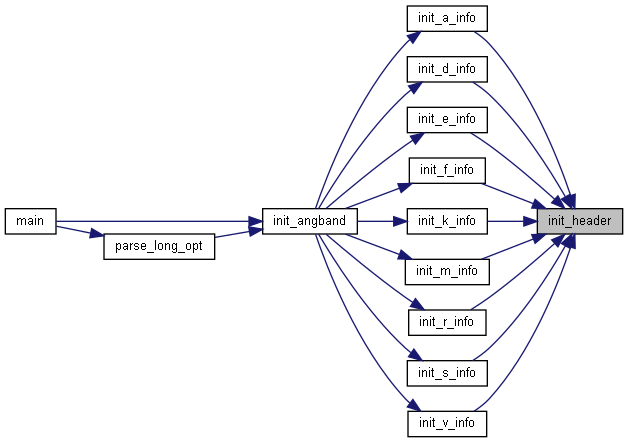 init_a_info
init_d_info
init_e_info
init_f_info
main
init_angband
init_k_info
init_header
parse_long_opt
init_m_info
init_r_info
init_s_info
init_v_info